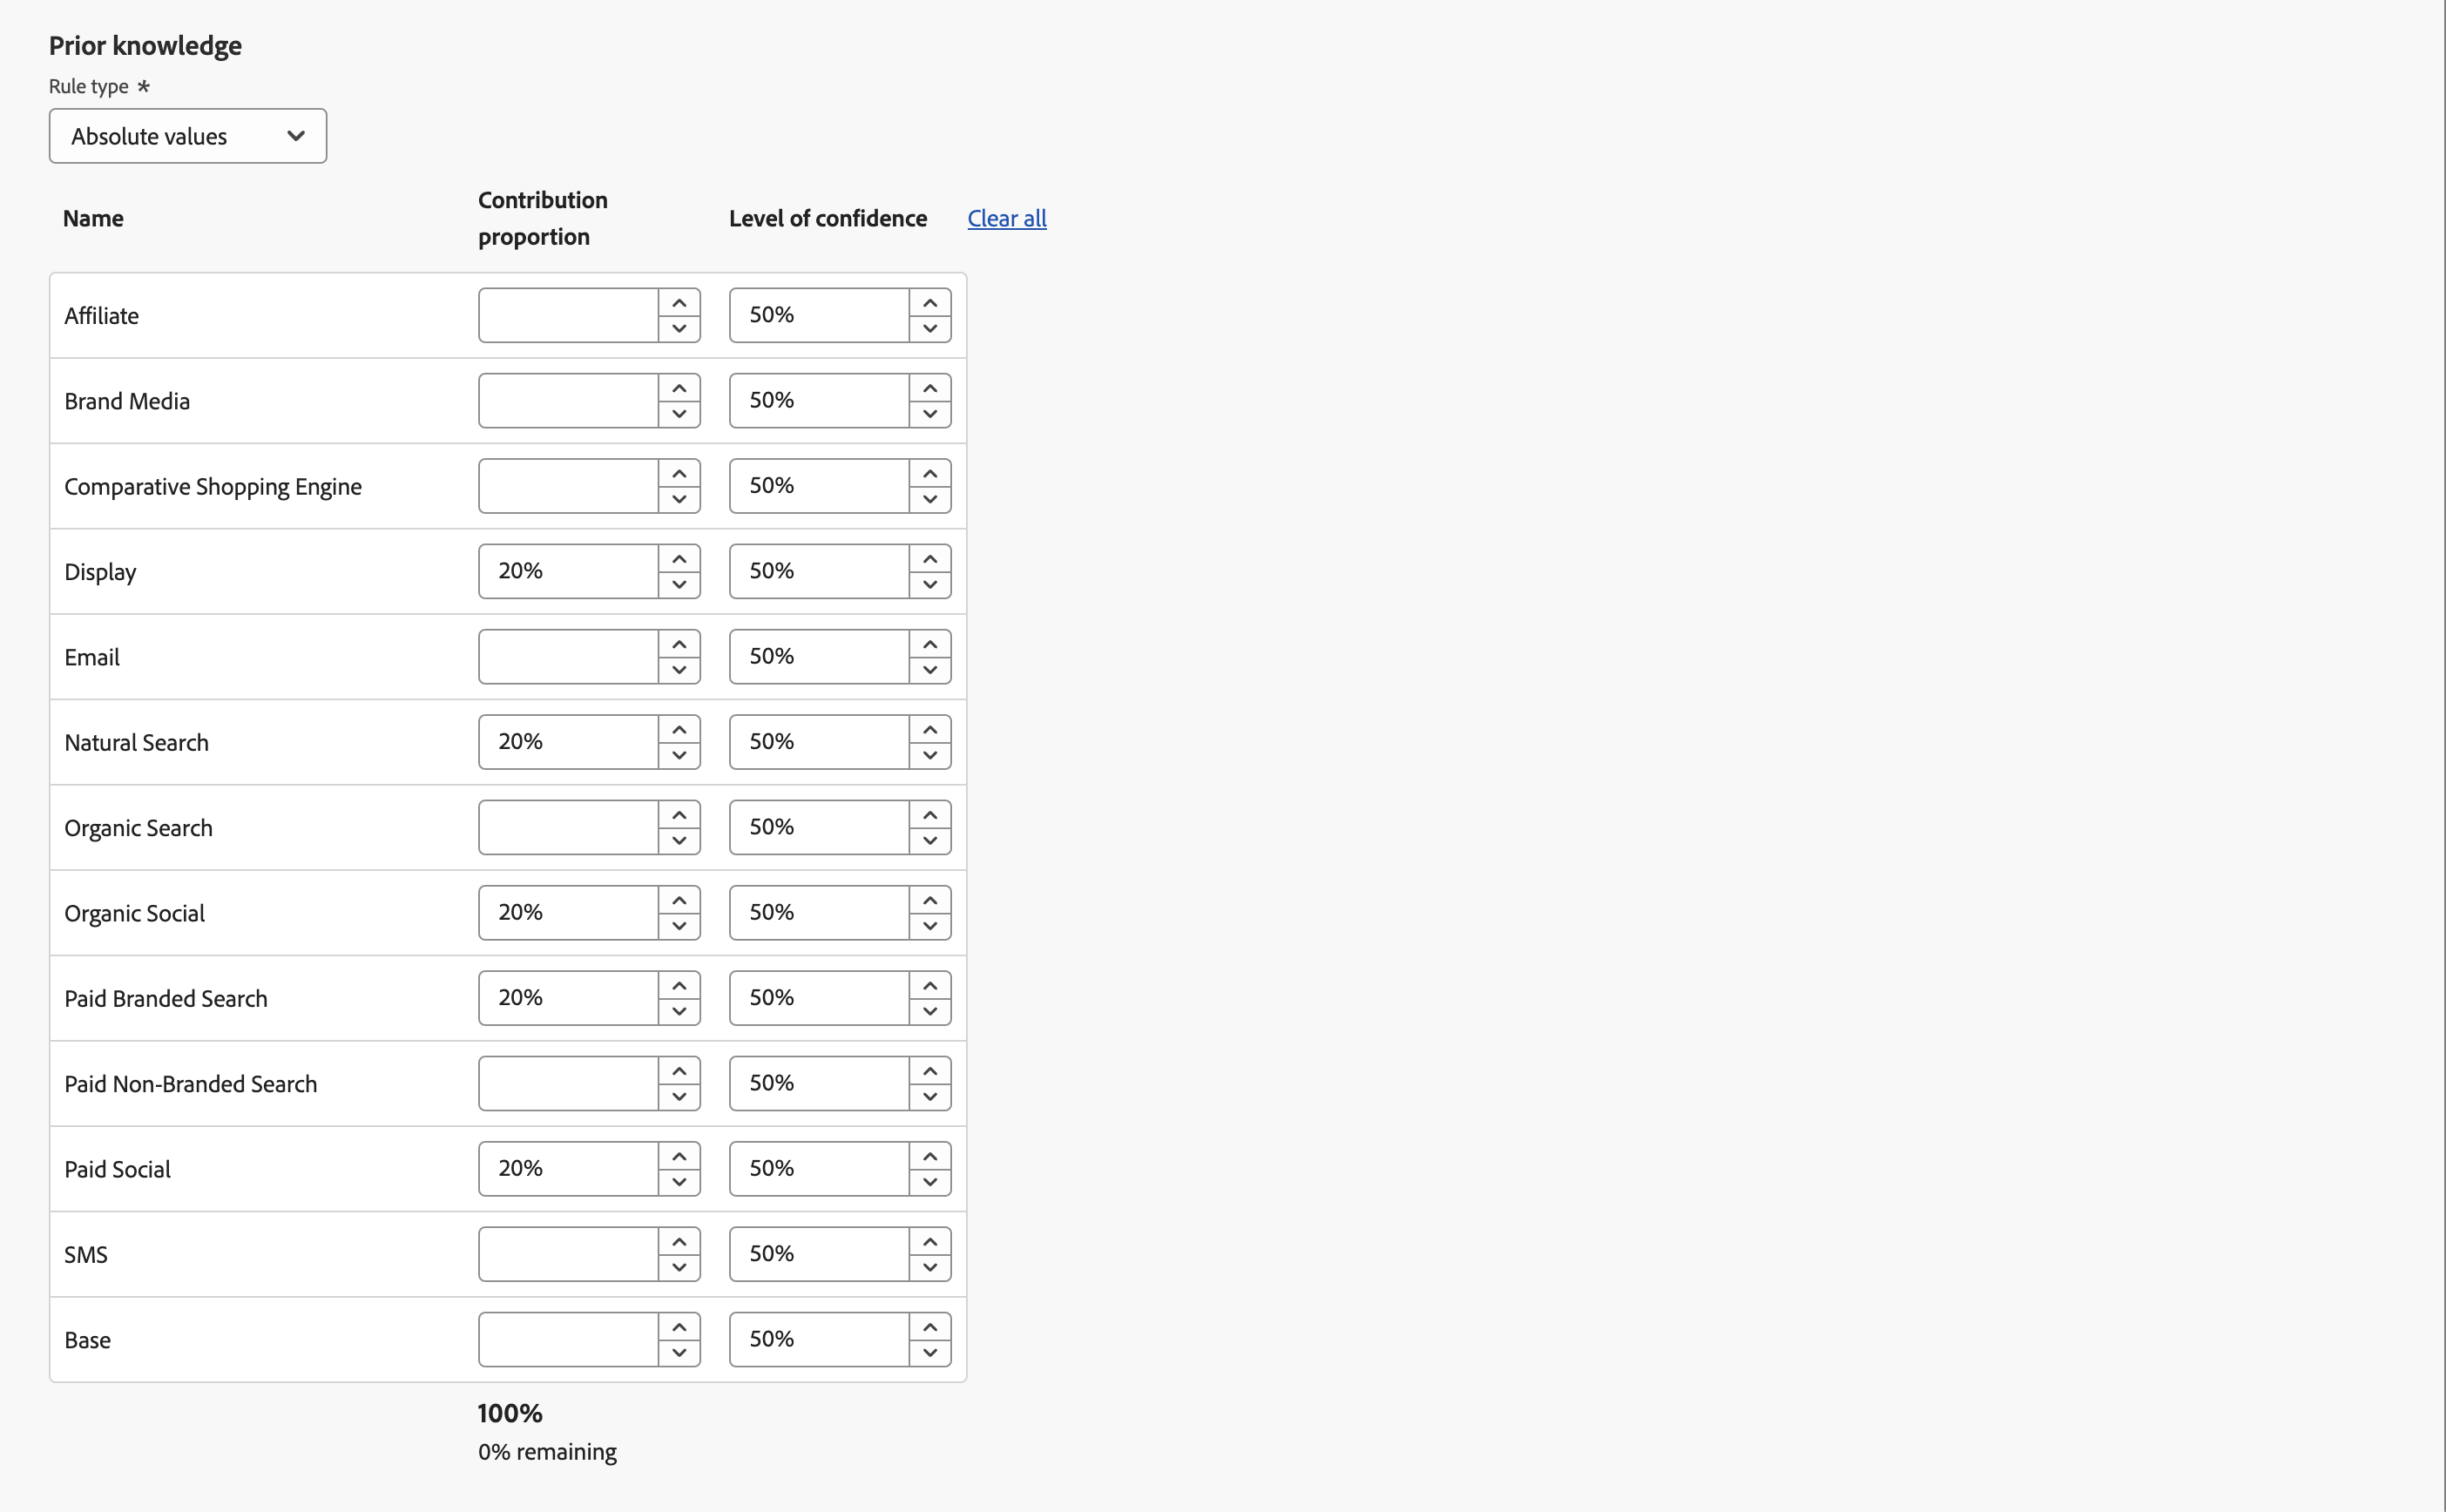 Prior knowledge
Rule type *
Absolute values
Name
Contribution
proportion
Level of confidence
Clear all
Affiliate
50%
Brand Media
50%
Comparative Shopping Engine
50%
Display
20%
50%
Email
50%
Natural Search
20%
50%
Organic Search
50%
Organic Social
20%
50%
Paid Branded Search
20%
50%
Paid Non-Branded Search
50%
Paid Social
20%
50%
SMS
50%
Base
50%
100%
0% remaining